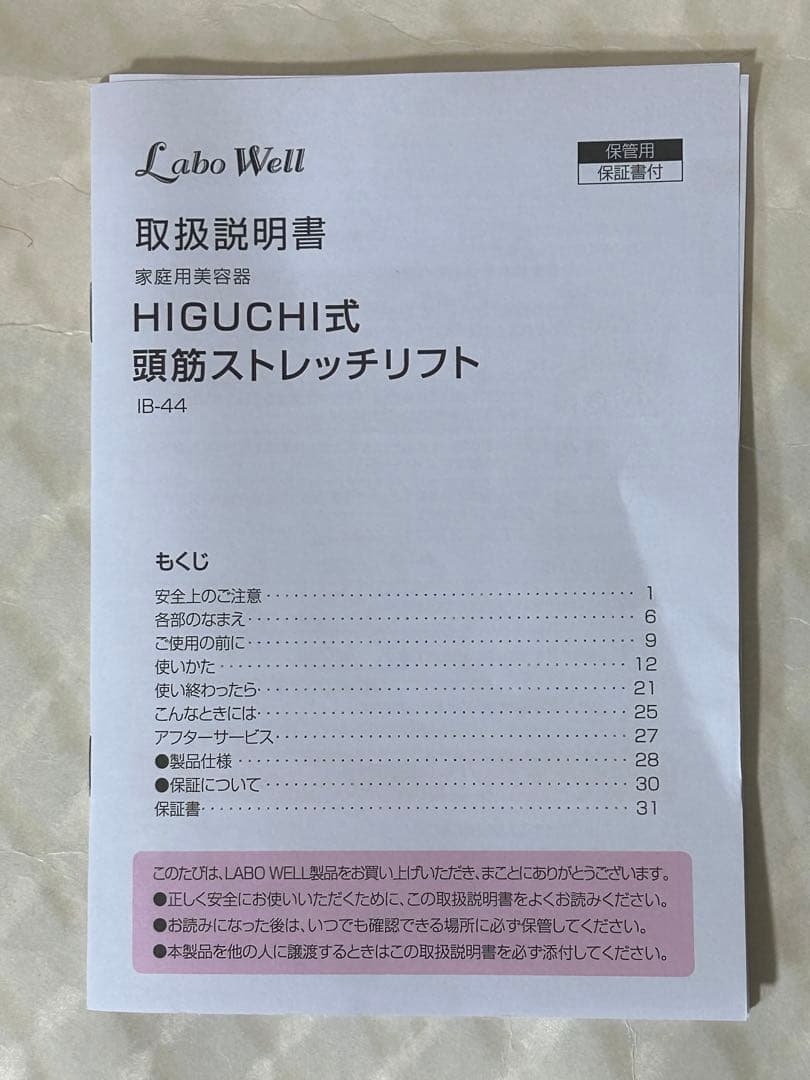 Labo Well
保管用
保証書付
取扱説明書
家庭用美容器
HIGUCHI式
頭筋ストレッチリフト
IB-44
もくじ
安全上のご注意 ・・・・・・・・・・ 1
各部のなまえ ・・・・・・・・・・ 6
ご使用の前に ・・・・・・・・・・ 9
使いかた ・・・・・・・・・・ 12
使い終わったら ・・・・・・・・・・ 21
こんなときには ・・・・・・・・・・ 25
アフターサービス ・・・・・・・・・・ 27
●製品仕様 ・・・・・・・・・・ 28
●保証について ・・・・・・・・・・ 30
保証書 ・・・・・・・・・・ 31
このたびは、LABO WELL製品をお買い上げいただき、まことにありがとうございます。
●正しく安全にお使いいただくために、この取扱説明書をよくお読みください。
●お読みになった後は、いつでも確認できる場所に必ず保管してください。
●本製品を他の人に譲渡するときはこの取扱説明書を必ず添付してください。